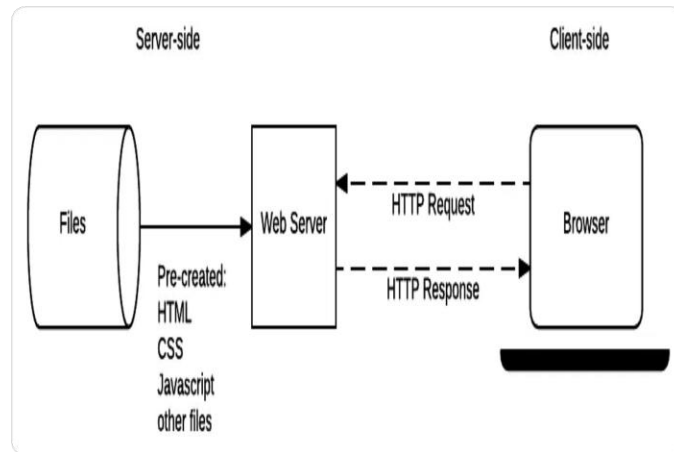 Server-side
Client-side
Files
Web Server
Browser
HTTP Request
HTTP Response
Pre-created:
HTML
CSS
Javascript
other files